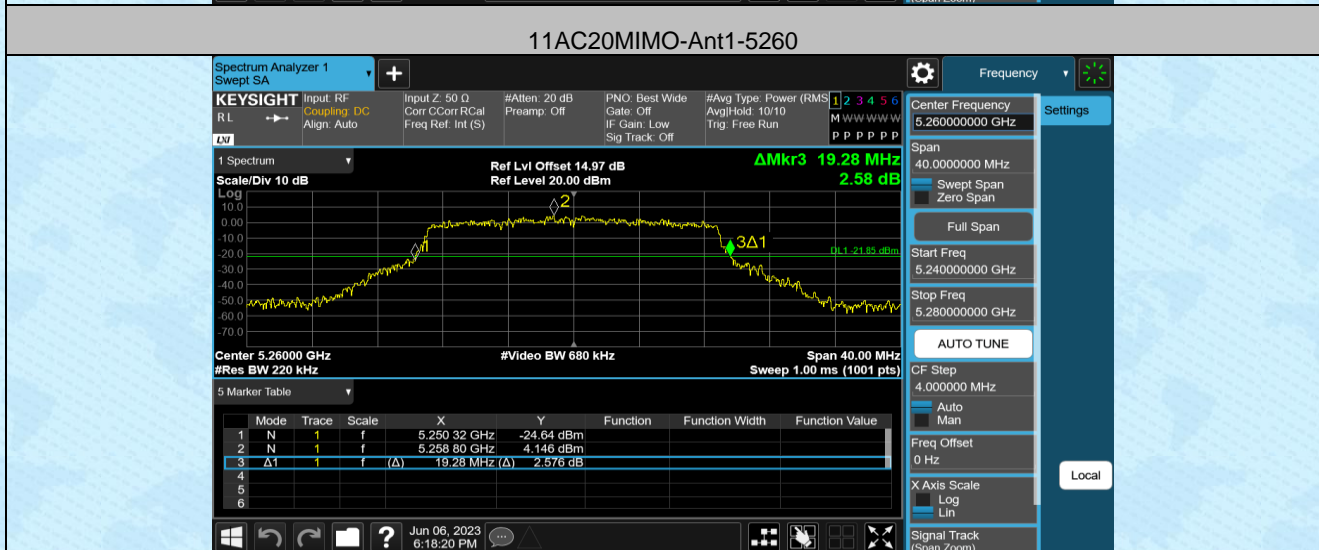 (Span Zoom)
11AC20MIMO-Ant1-5260
Spectrum Analyzer 1
Swept SA
Frequency
KEYSIGHT
RL
LXI
Input: RF
Coupling: DC
Align: Auto
Input Z: 50 Ω
Corr CCorr RCal
Freq Ref: Int (S)
#Atten: 20 dB
Preamp: Off
PNO: Best Wide
Gate: Off
IF Gain: Low
Sig Track: Off
#Avg Type: Power (RMS
Avg|Hold: 10/10
Trig: Free Run
1 2 3 4 5 6
M W W W W W
P P P P P P
1 Spectrum
Scale/Div 10 dB
Ref Lvl Offset 14.97 dB
Ref Level 20.00 dBm
ΔMkr3 19.28 MHz
2.58 dB
Log
10.0
0.00
-10.0
-20.0
-30.0
-40.0
-50.0
-60.0
-70.0
2
3Δ1
DL1 -21.85 dBm
Center 5.26000 GHz
#Video BW 680 kHz
Span 40.00 MHz
#Res BW 220 kHz
Sweep 1.00 ms (1001 pts)
5 Marker Table
Mode Trace Scale X Y Function Function Width Function Value
1 N 1 f 5.250 32 GHz -24.64 dBm
2 N 1 f 5.258 80 GHz 4.146 dBm
3 Δ1 1 f (Δ) 19.28 MHz (Δ) 2.576 dB
4
5
6
Jun 06, 2023
6:18:20 PM
Center Frequency
5.260000000 GHz
Settings
Span
40.0000000 MHz
Swept Span
Zero Span
Full Span
Start Freq
5.240000000 GHz
Stop Freq
5.280000000 GHz
AUTO TUNE
CF Step
4.000000 MHz
Auto
Man
Freq Offset
0 Hz
X Axis Scale
Log
Lin
Local
Signal Track
(Span Zoom)